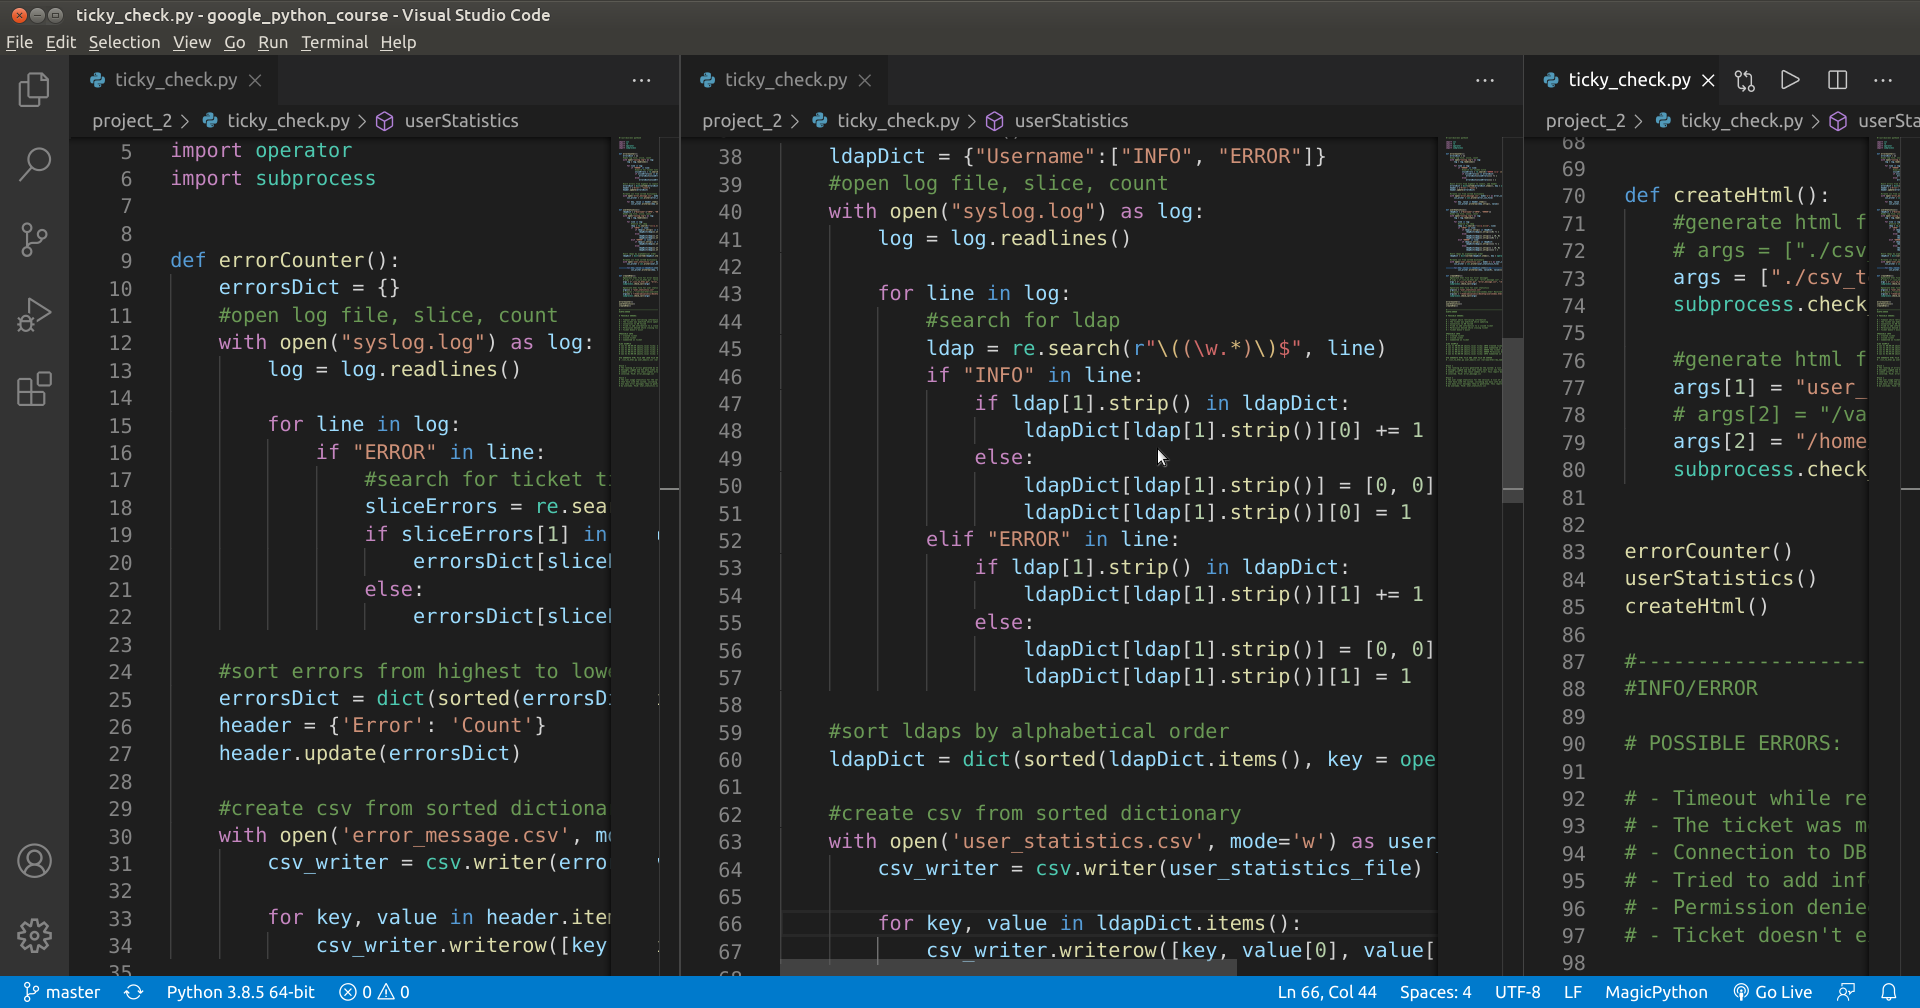 ticky_check.py - google_python_course - Visual Studio Code
File Edit Selection View Go Run Terminal Help
ticky_check.py
project_2 > ticky_check.py > userStatistics
5 import operator
6 import subprocess
7
8
9 def errorCounter():
10 errorsDict = {}
11 #open log file, slice, count
12 with open("syslog.log") as log:
13 log = log.readlines()
14
15 for line in log:
16 if "ERROR" in line:
17 #search for ticket t
18 sliceErrors = re.sea
19 if sliceErrors[1] in
20 errorsDict[slice
21 else:
22 errorsDict[slice
23
24 #sort errors from highest to low
25 errorsDict = dict(sorted(errorsD
26 header = {'Error': 'Count'}
27 header.update(errorsDict)
28
29 #create csv from sorted dictiona
30 with open('error_message.csv', m
31 csv_writer = csv.writer(erro
32
33 for key, value in header.ite
34 csv_writer.writerow([key
35
ticky_check.py
project_2 > ticky_check.py > userStatistics
38 ldapDict = {"Username":["INFO", "ERROR"]}
39 #open log file, slice, count
40 with open("syslog.log") as log:
41 log = log.readlines()
42
43 for line in log:
44 #search for ldap
45 ldap = re.search(r"\((\w.*)\)$", line)
46 if "INFO" in line:
47 if ldap[1].strip() in ldapDict:
48 ldapDict[ldap[1].strip()][0] += 1
49 else:
50 ldapDict[ldap[1].strip()] = [0, 0]
51 ldapDict[ldap[1].strip()][0] = 1
52 elif "ERROR" in line:
53 if ldap[1].strip() in ldapDict:
54 ldapDict[ldap[1].strip()][1] += 1
55 else:
56 ldapDict[ldap[1].strip()] = [0, 0]
57 ldapDict[ldap[1].strip()][1] = 1
58
59 #sort ldaps by alphabetical order
60 ldapDict = dict(sorted(ldapDict.items(), key = ope
61
62 #create csv from sorted dictionary
63 with open('user_statistics.csv', mode='w') as user_
64 csv_writer = csv.writer(user_statistics_file)
65
66 for key, value in ldapDict.items():
67 csv_writer.writerow([key, value[0], value[
68
ticky_check.py
project_2 > ticky_check.py > userSta
68
69
70 def createHtml():
71 #generate html f
72 # args = ["./csv_
73 args = ["./csv_t
74 subprocess.check_
75
76 #generate html f
77 args[1] = "user_
78 # args[2] = "/va
79 args[2] = "/home
80 subprocess.check_
81
82
83 errorCounter()
84 userStatistics()
85 createHtml()
86
87 #-------------------
88 #INFO/ERROR
89
90 # POSSIBLE ERRORS:
91
92 # - Timeout while re
93 # - The ticket was m
94 # - Connection to DB
95 # - Tried to add inf
96 # - Permission denie
97 # - Ticket doesn't e
98
master Python 3.8.5 64-bit 0 0 Ln 66, Col 44 Spaces: 4 UTF-8 LF MagicPython Go Live